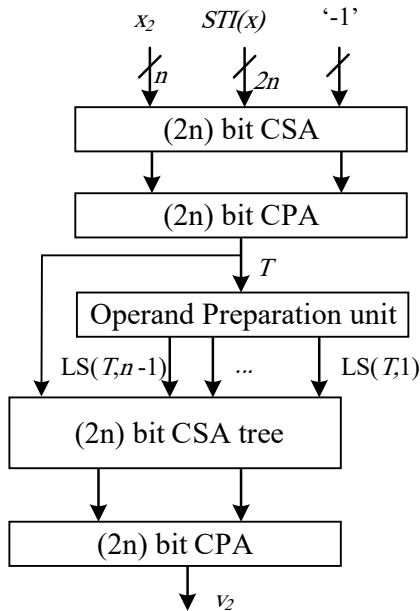 x₂ STI(x) ‘-1’
n 2n
(2n) bit CSA
(2n) bit CPA
T
Operand Preparation unit
LS(T,n-1) ... LS(T,1)
(2n) bit CSA tree
(2n) bit CPA
v₂